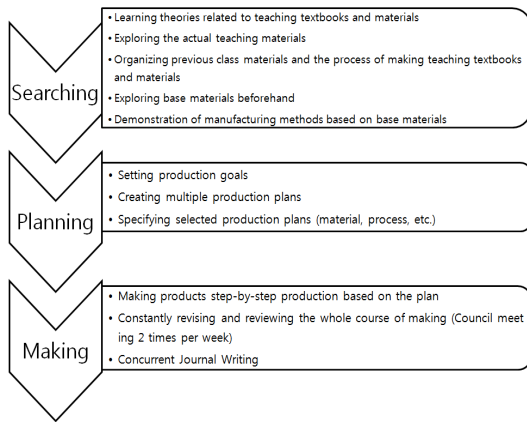 Searching
• Learning theories related to teaching textbooks and materials
• Exploring the actual teaching materials
• Organizing previous class materials and the process of making teaching textbooks
and materials
• Exploring base materials beforehand
• Demonstration of manufacturing methods based on base materials
Planning
• Setting production goals
• Creating multiple production plans
• Specifying selected production plans (material, process, etc.)
Making
• Making products step-by-step production based on the plan
• Constantly revising and reviewing the whole course of making (Council meet
ing 2 times per week)
• Concurrent Journal Writing